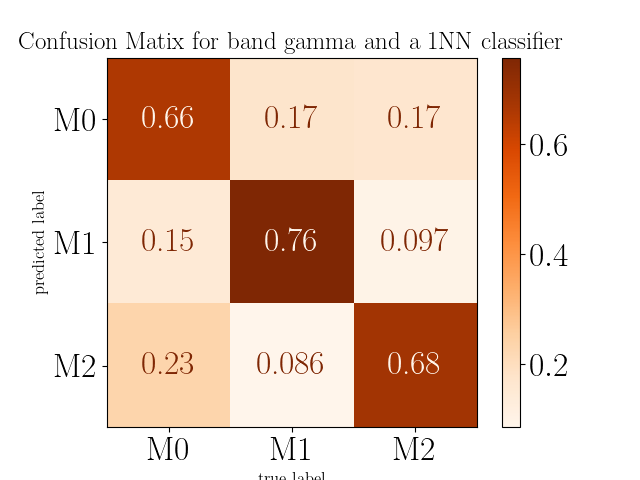 Confusion Matix for band gamma and a 1NN classifier
M0 0.66 0.17 0.17
M1 0.15 0.76 0.097
M2 0.23 0.086 0.68
M0 M1 M2
predicted label
true label
0.6
0.4
0.2